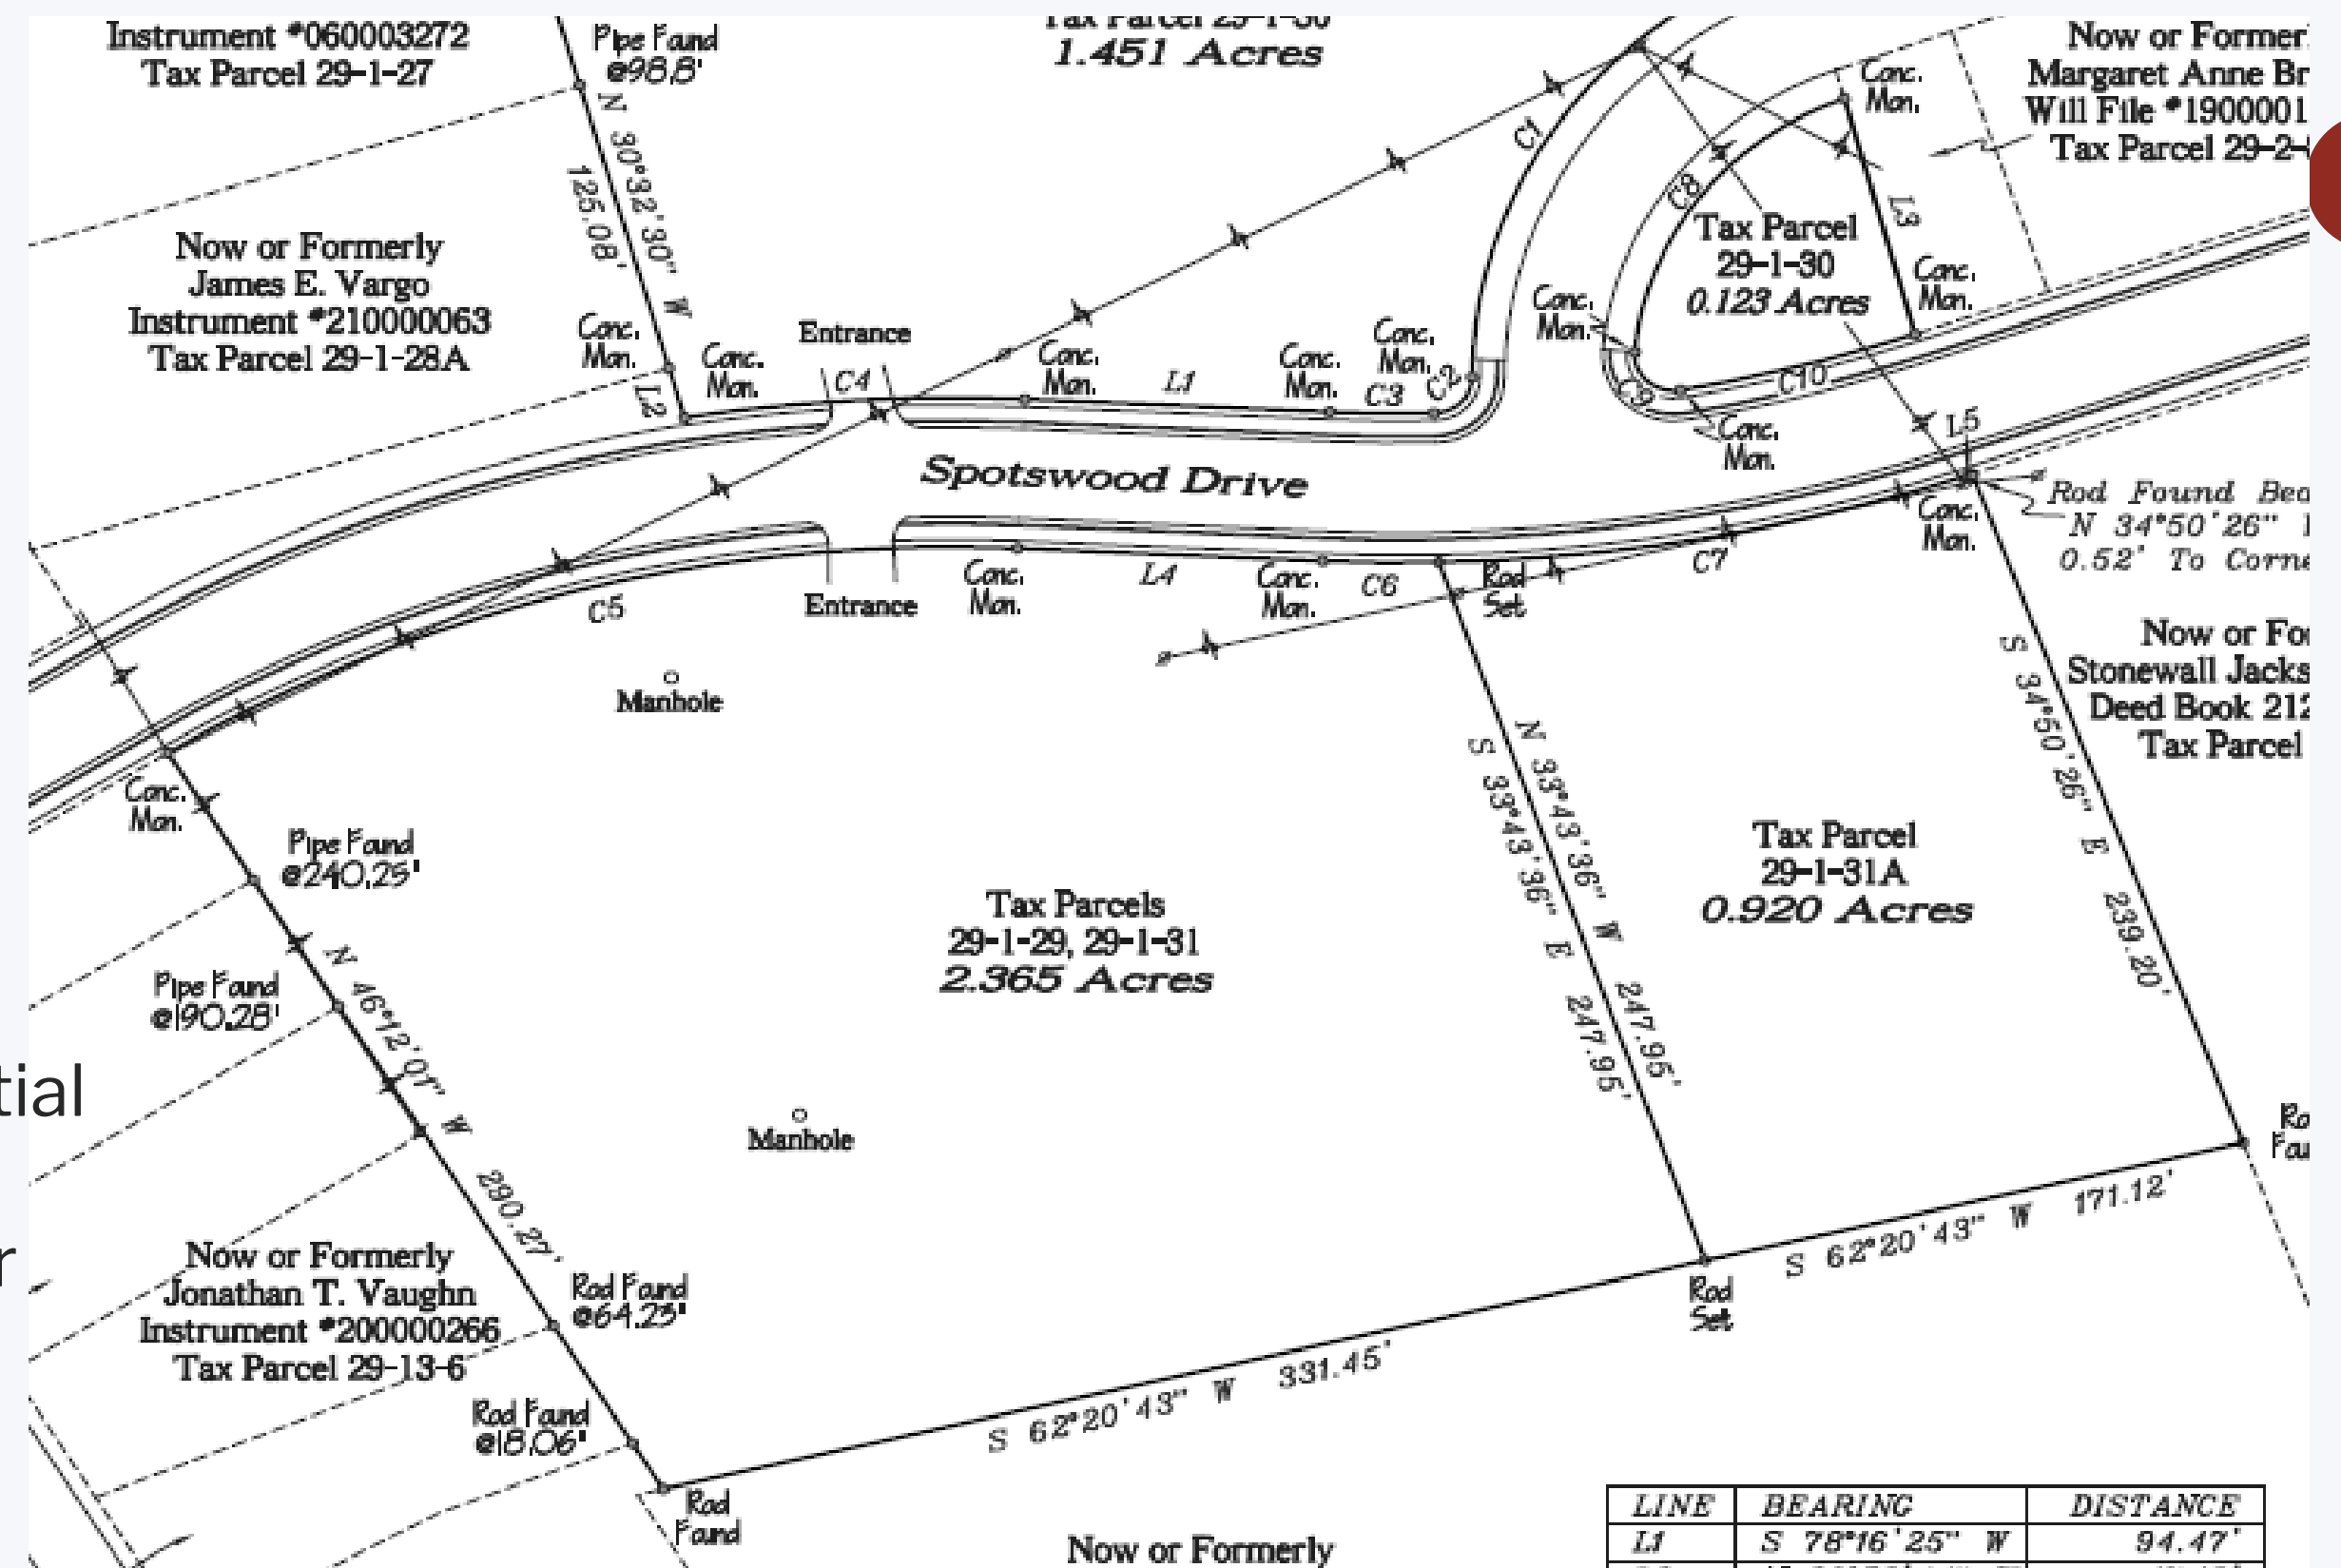 Instrument #060003272
Tax Parcel 29-1-27
Pipe Found
@98.8'
Tax Parcel 29-1-30
1.451 Acres
Now or Former
Margaret Anne Br
Will File #1900001
Tax Parcel 29-2-
Conc.
Mon.
N 30°32'30" W
125.08'
C1
C8
L3
Now or Formerly
James E. Vargo
Instrument #210000063
Tax Parcel 29-1-28A
Tax Parcel
29-1-30
0.123 Acres
Conc.
Mon.
Conc.
Mon.
Conc.
Mon.
L2
Conc.
Mon.
Entrance
C4
Conc.
Mon.
L1
Conc.
Mon.
Conc.
Mon.
C3
C2
C9
C10
Conc.
Mon.
L5
Spotswood Drive
Rod Found Bea
N 34°50'26"
0.52' To Corne
Conc.
Mon.
C5
Entrance
Conc.
Mon.
L4
Conc.
Mon.
C6
Rod
Set
C7
Now or Fo
Stonewall Jacks
Deed Book 212
Tax Parcel
Manhole
Conc.
Mon.
Pipe Found
@240.25'
Pipe Found
@190.28'
N 46°12'01" W 290.27'
Tax Parcels
29-1-29, 29-1-31
2.365 Acres
N 33°43'36" W 247.95'
S 33°43'36" E 247.95'
Tax Parcel
29-1-31A
0.920 Acres
S 34°50'26" E 239.20'
tial
Manhole
r
Now or Formerly
Jonathan T. Vaughn
Instrument #200000266
Tax Parcel 29-13-6
Rod Found
@64.23'
Rod Found
@18.06'
Rod
Found
S 62°20'43" W 331.45'
Rod
Set
S 62°20'43" W 171.12'
Ro
Fou
Now or Formerly
LINE BEARING DISTANCE
L1 S 78°16'25" W 94.47'